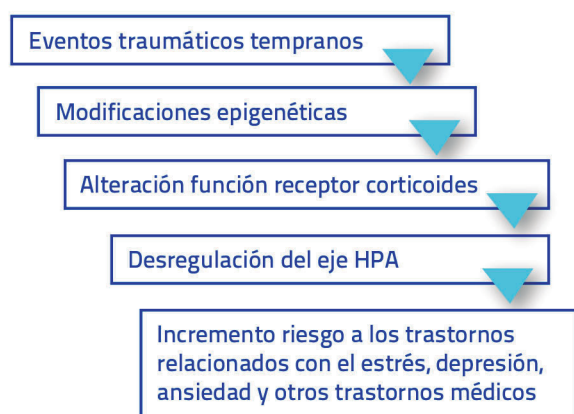 Eventos traumáticos tempranos
Modificaciones epigenéticas
Alteración función receptor corticoides
Desregulación del eje HPA
Incremento riesgo a los trastornos
relacionados con el estrés, depresión,
ansiedad y otros trastornos médicos